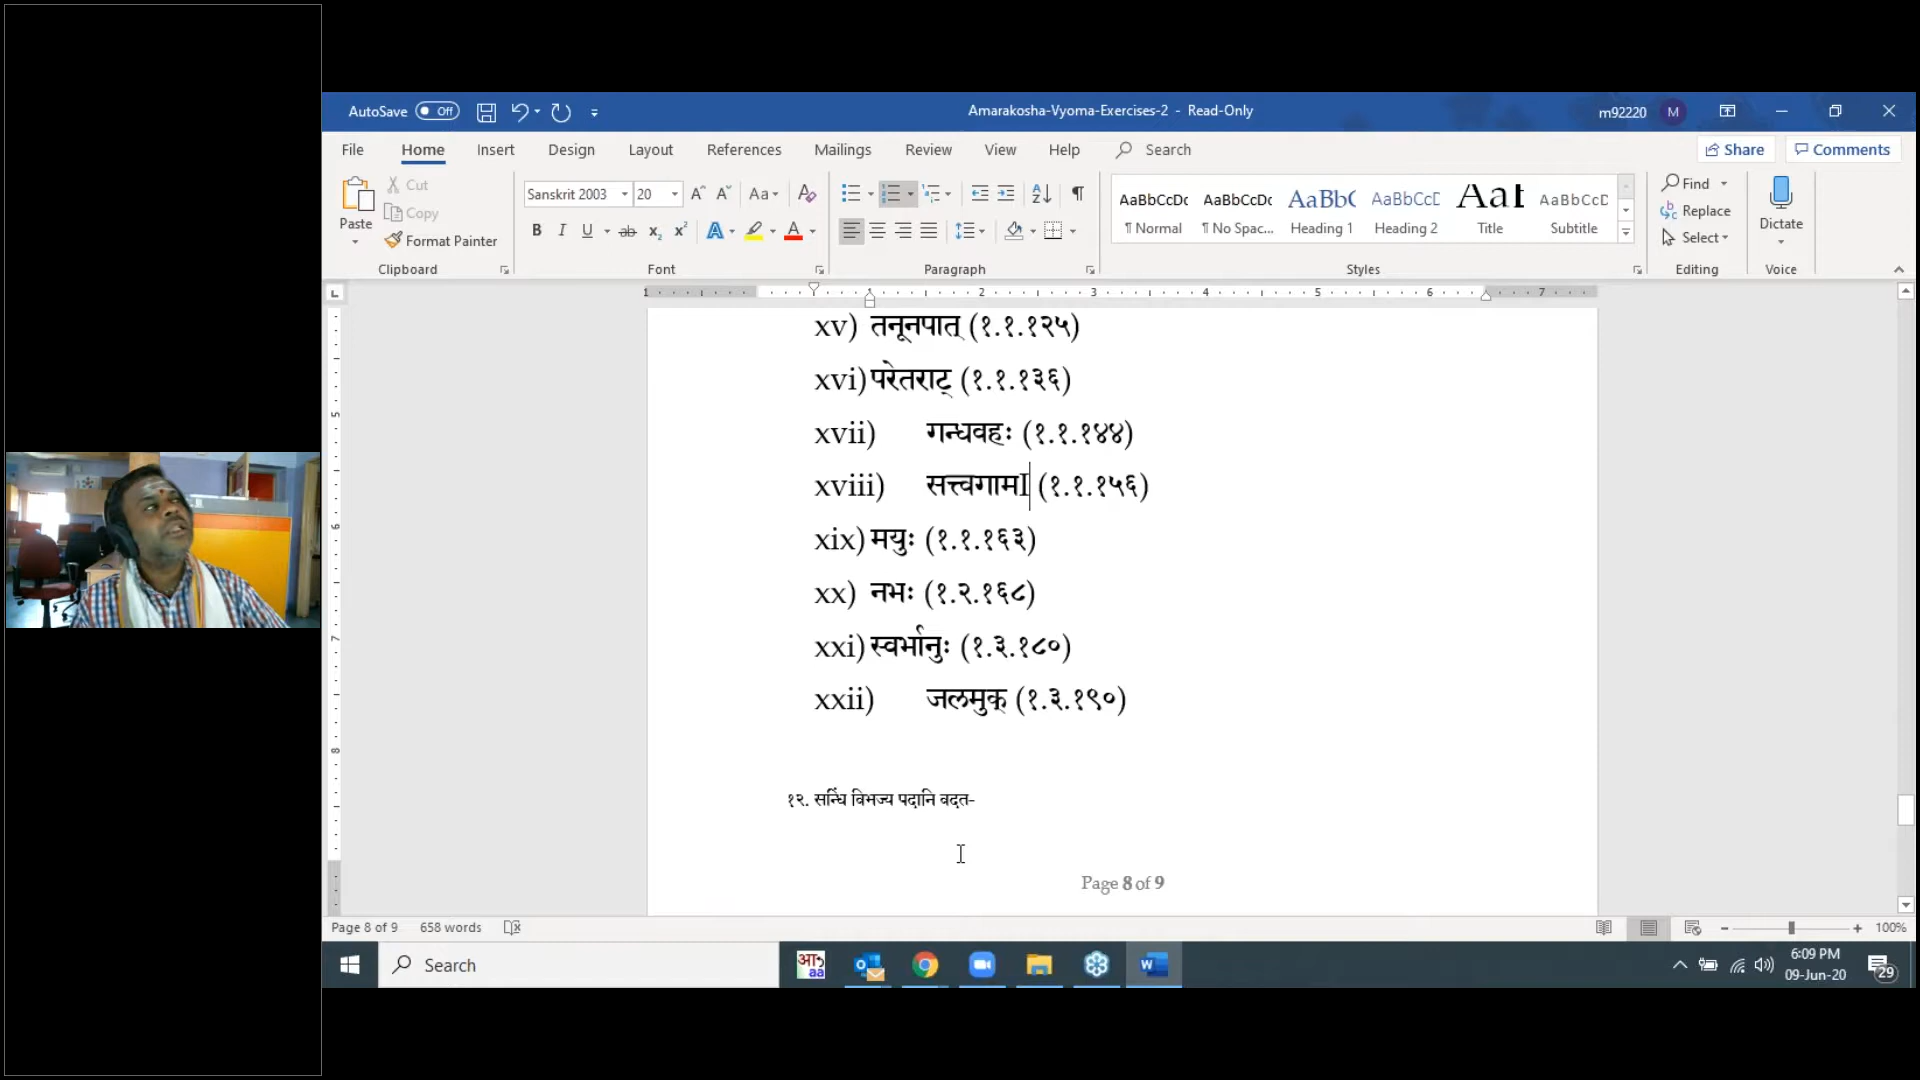 AutoSave Off Amarakosha-Vyoma-Exercises-2 - Read-Only m92220 M
File Home Insert Design Layout References Mailings Review View Help Search Share Comments
Paste Cut Copy Format Painter
Sanskrit 2003 20
AaBbCcDc AaBbCcDc AaBbC AaBbCcD AaB AaBbCcD
¶ Normal ¶ No Spac... Heading 1 Heading 2 Title Subtitle
Find Replace Select Dictate
Clipboard Font Paragraph Styles Editing Voice
xv) तनूनपात् (१.१.१२५)
xvi) परेतराट् (१.१.१३६)
xvii) गन्धवहः (१.१.१४४)
xviii) सत्त्वगामI (१.१.१५६)
xix) मयुः (१.१.१६३)
xx) नभः (१.२.१६८)
xxi) स्वर्भानुः (१.३.१८०)
xxii) जलमुक् (१.३.१९०)
१२. सन्धिं विभज्य पदानि वदत-
Page 8 of 9
Page 8 of 9 658 words 100%
Search
6:09 PM
09-Jun-20
29